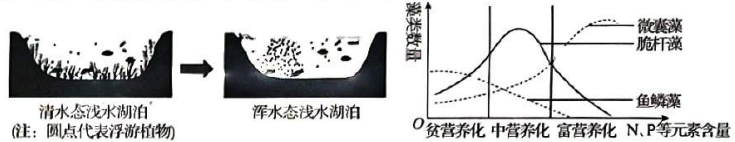 清水态浅水湖泊
(注：圆点代表浮游植物)
浑水态浅水湖泊
藻类数量
微囊藻
脆杆藻
鱼鳞藻
O
贫营养化 中营养化 富营养化 N、P等元素含量